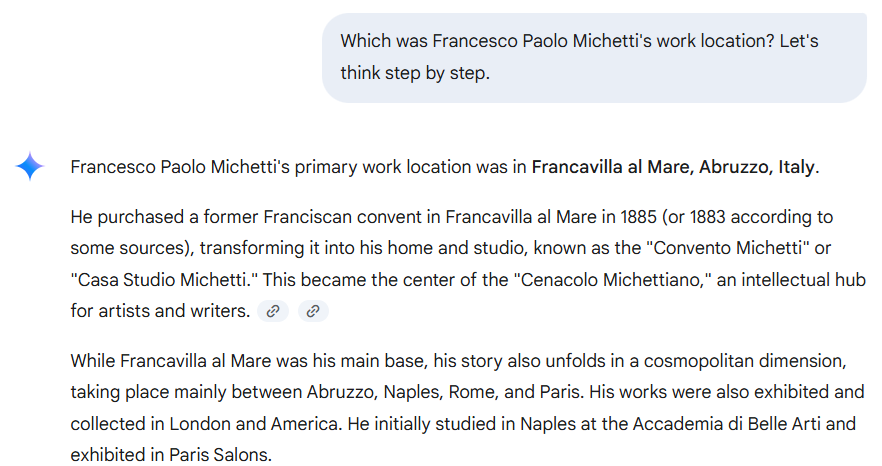 Which was Francesco Paolo Michetti's work location? Let's
think step by step.
Francesco Paolo Michetti's primary work location was in Francavilla al Mare, Abruzzo, Italy.
He purchased a former Franciscan convent in Francavilla al Mare in 1885 (or 1883 according to
some sources), transforming it into his home and studio, known as the "Convento Michetti" or
"Casa Studio Michetti." This became the center of the "Cenacolo Michettiano," an intellectual hub
for artists and writers.
While Francavilla al Mare was his main base, his story also unfolds in a cosmopolitan dimension,
taking place mainly between Abruzzo, Naples, Rome, and Paris. His works were also exhibited and
collected in London and America. He initially studied in Naples at the Accademia di Belle Arti and
exhibited in Paris Salons.